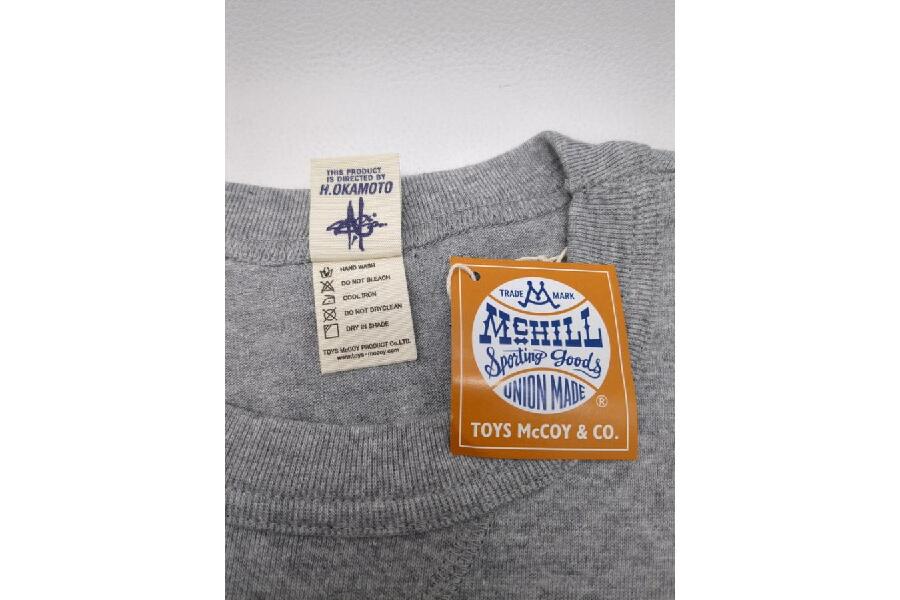 THIS PRODUCT
IS DIRECTED BY
H.OKAMOTO
HAND WASH
DO NOT BLEACH
COOL IRON
DO NOT DRYCLEAN
DRY IN SHADE
TOYS McCOY PRODUCT Co.LTD.
www.toys-mccoy.com
TRADE M MARK
McHILL
Sporting Goods
UNION MADE
®
TOYS McCOY & CO.